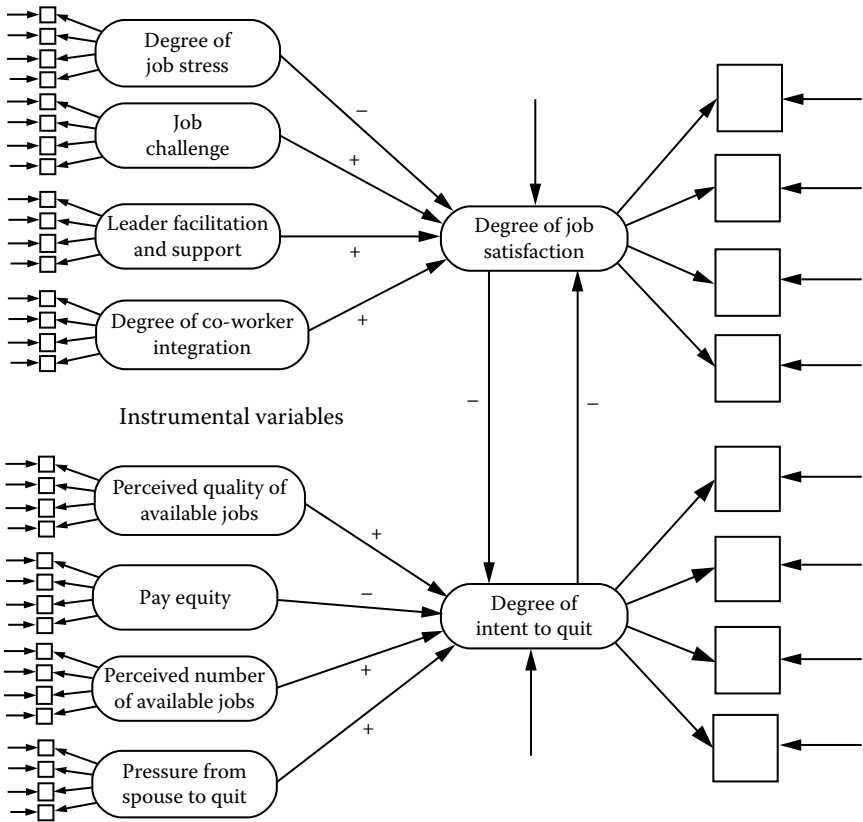 Degree of
job stress
–
Job
challenge
+
Leader facilitation
and support
+
Degree of job
satisfaction
Degree of co-worker
integration
+
–
–
Instrumental variables
Perceived quality of
available jobs
+
Pay equity
–
Degree of
intent to quit
Perceived number
of available jobs
+
+
Pressure from
spouse to quit